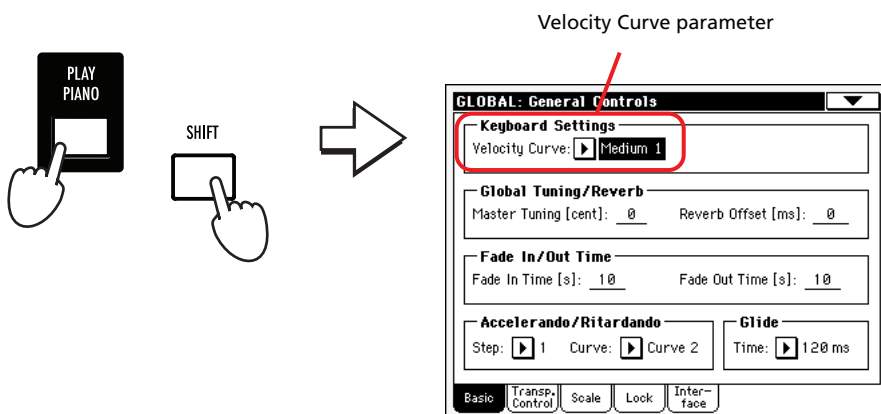 Velocity Curve parameter
PLAY
PIANO
SHIFT
GLOBAL: General Controls
Keyboard Settings
Velocity Curve: Medium 1
Global Tuning/Reverb
Master Tuning [cent]: 0 Reverb Offset [ms]: 0
Fade In/Out Time
Fade In Time [s]: 10 Fade Out Time [s]: 10
Accelerando/Ritardando Glide
Step: 1 Curve: Curve 2 Time: 120 ms
Basic Transp. Control Scale Lock Inter- face